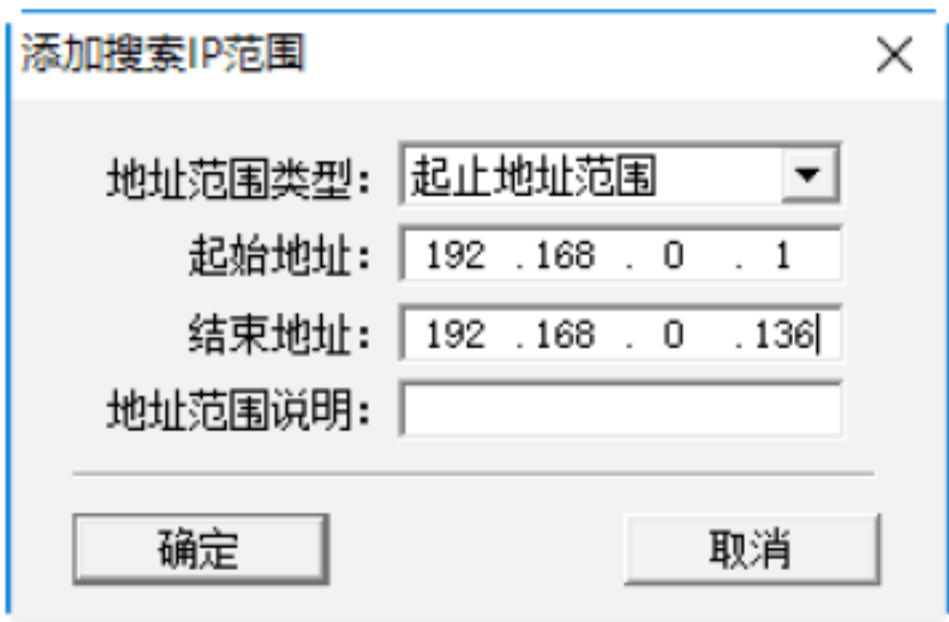 添加搜索IP范围
地址范围类型： 起止地址范围
起始地址： 192 .168 . 0 . 1
结束地址： 192 .168 . 0 .136
地址范围说明：
确定 取消